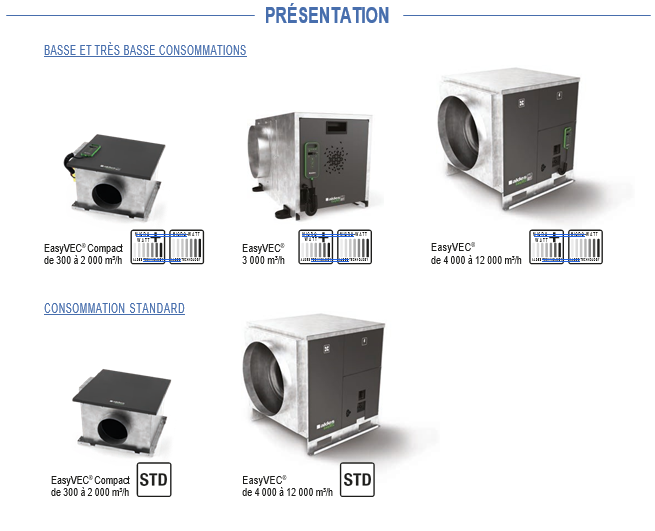 PRÉSENTATION
BASSE ET TRÈS BASSE CONSOMMATIONS
EasyVEC® Compact
de 300 à 2 000 m³/h
EasyVEC®
3 000 m³/h
EasyVEC®
de 4 000 à 12 000 m³/h
CONSOMMATION STANDARD
EasyVEC® Compact
de 300 à 2 000 m³/h
STD
EasyVEC®
de 4 000 à 12 000 m³/h
STD